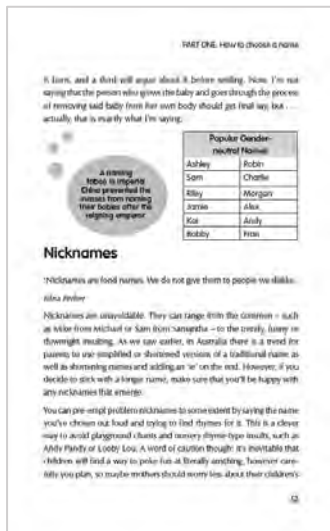 PART ONE: How to choose a name
it turns, and a third will argue about it before smiling. Now I'm not
saying that the person who grows the baby and goes through the process
of removing said baby from her own body should get final say, but . . .
actually, that is exactly what I'm saying.
A naming
taboo in Imperial
China prevented the
masses from naming
their babies after the
reigning emperor.
Popular Gender-
neutral Names
Ashley Robin
Sam Charlie
Riley Morgan
Jamie Alex
Kai Andy
Bobby Fran
Nicknames
'Nicknames are fond names. We do not give them to people we dislike.
Edna Ferber
Nicknames are unavoidable. They can range from the common – such
as Mike from Michael or Sam from Samantha – to the trendy, funny or
downright insulting. As we saw earlier, in Australia there is a trend for
parents to use simplified or shortened versions of a traditional name as
well as shortening names and adding an 'ie' on the end. However, if you
decide to stick with a longer name, make sure that you'll be happy with
any nicknames that emerge.
You can pre-empt problem nicknames to some extent by saying the name
you've chosen out loud and trying to find rhymes for it. This is a clever
way to avoid playground chants and nursery rhyme-type insults, such as
Andy Pandy or Looby Lou. A word of caution though: it's inevitable that
children will find a way to poke fun at literally anything, however care-
fully you plan, so maybe mothers should worry less about their children's